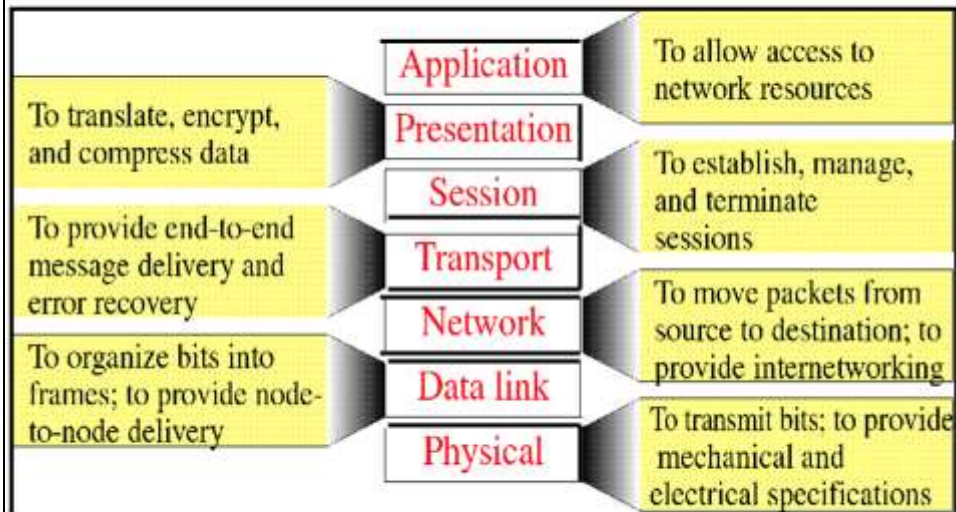 Application
To allow access to
network resources
To translate, encrypt,
and compress data
Presentation
Session
To establish, manage,
and terminate
sessions
To provide end-to-end
message delivery and
error recovery
Transport
Network
To move packets from
source to destination; to
provide internetworking
To organize bits into
frames; to provide node-
to-node delivery
Data link
Physical
To transmit bits; to provide
mechanical and
electrical specifications